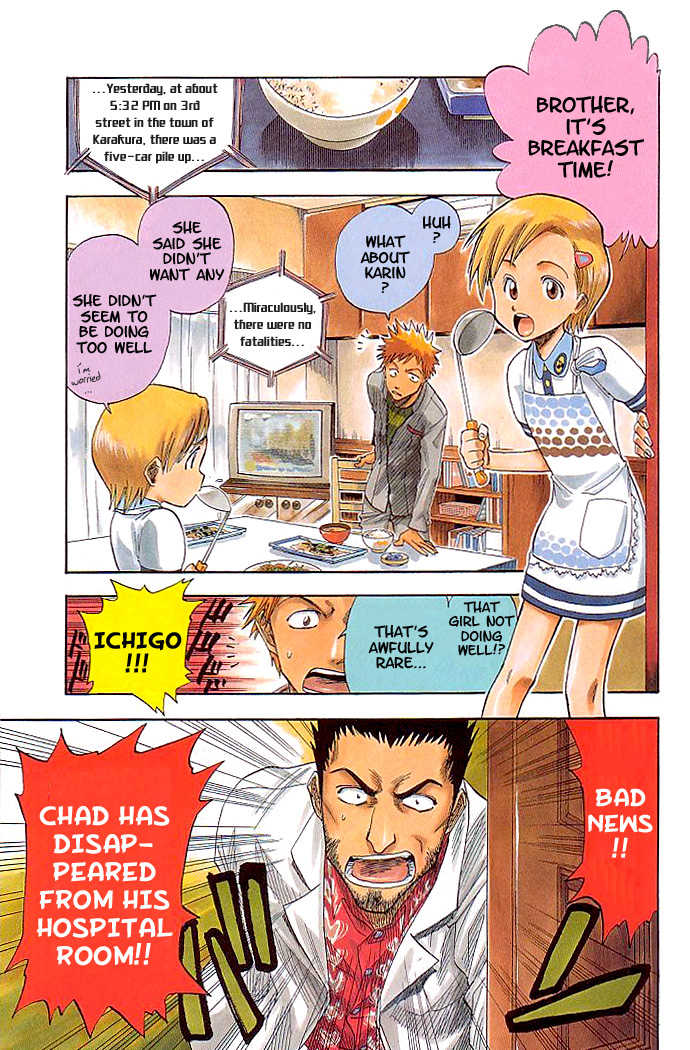 BROTHER,
IT'S
BREAKFAST
TIME!
...Yesterday, at about
5:32 PM on 3rd
street in the town of
Karakura, there was a
five-car pile up...
HUH
?
WHAT
ABOUT
KARIN
?
...Miraculously,
there were no
fatalities...
SHE
SAID SHE
DIDN'T
WANT ANY
SHE DIDN'T
SEEM TO
BE DOING
TOO WELL
i'm
worried
...
THAT
GIRL NOT
DOING
WELL!?
THAT'S
AWFULLY
RARE...
ICHIGO
!!!
BAD
NEWS
!!
CHAD HAS
DISAP-
PEARED
FROM HIS
HOSPITAL
ROOM!!